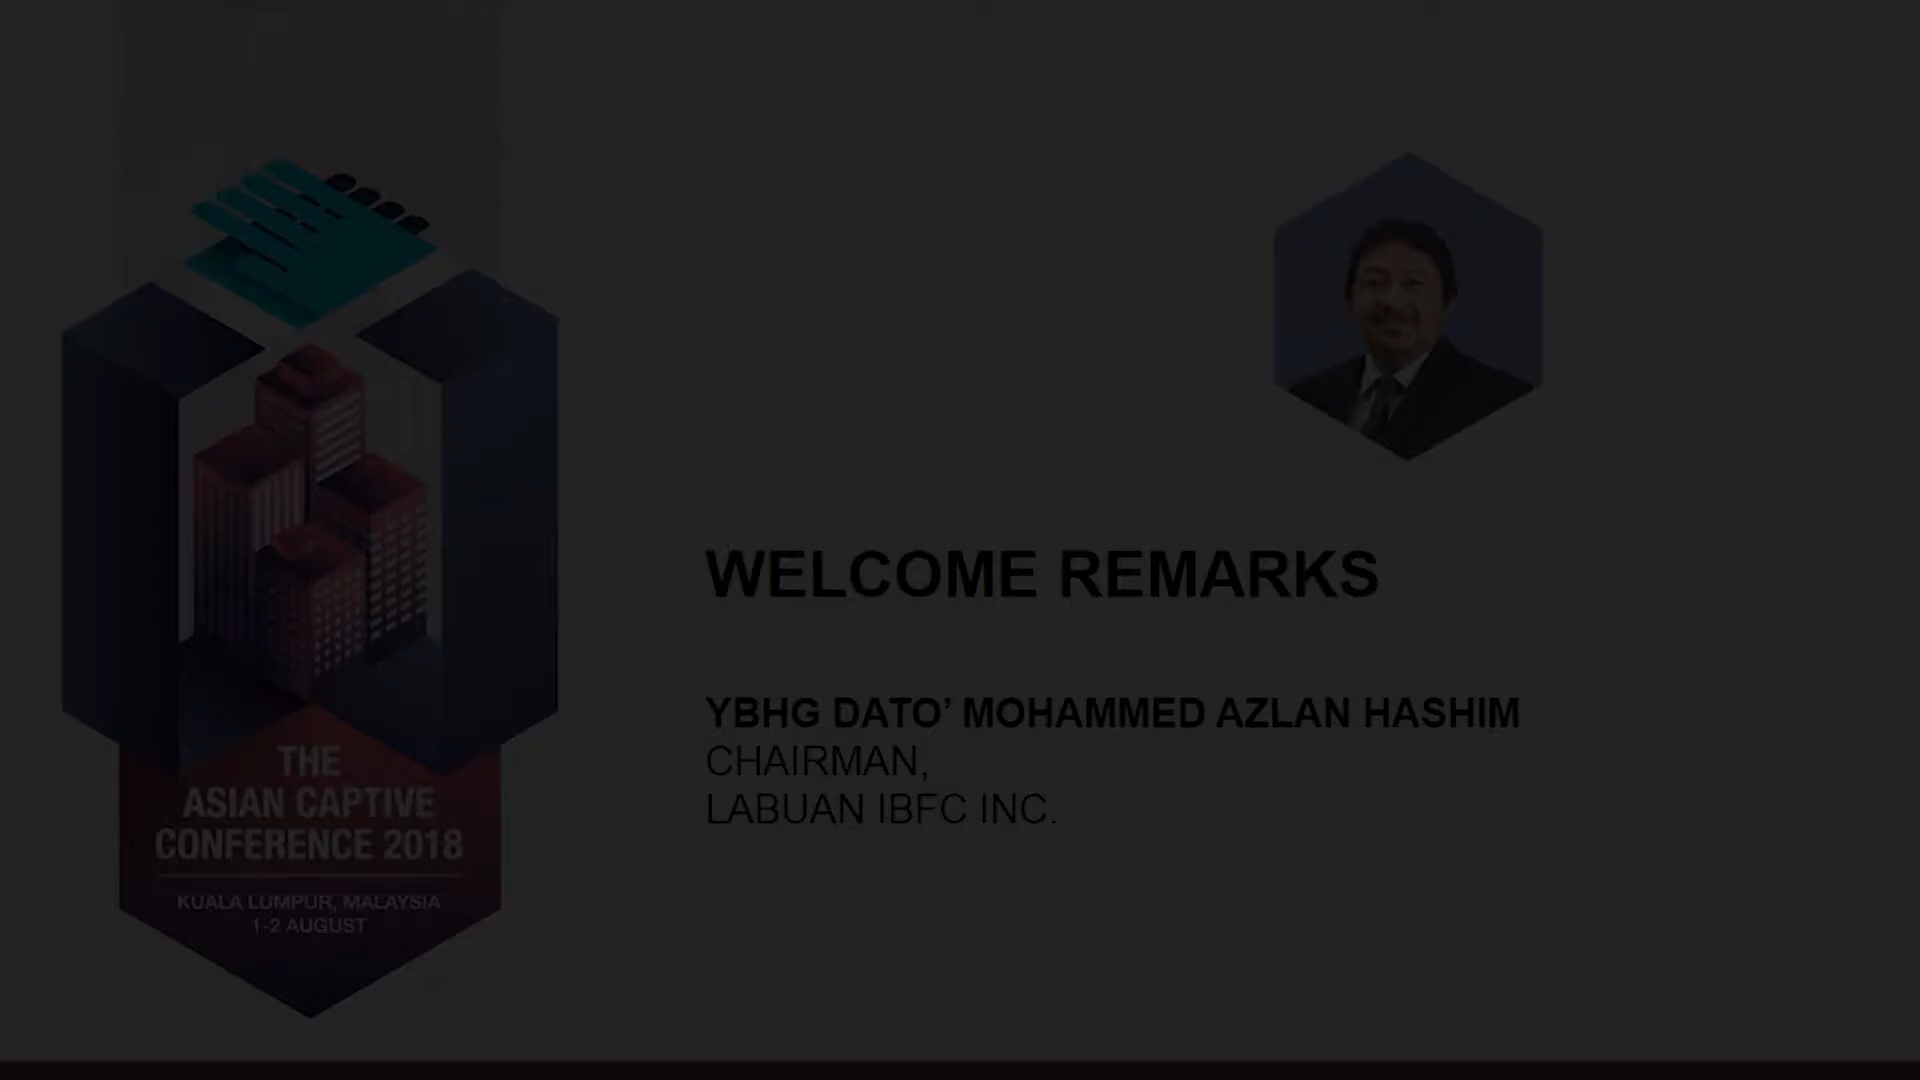 THE
ASIAN CAPTIVE
CONFERENCE 2018
KUALA LUMPUR, MALAYSIA
1-2 AUGUST
WELCOME REMARKS
YBHG DATO’ MOHAMMED AZLAN HASHIM
CHAIRMAN,
LABUAN IBFC INC.